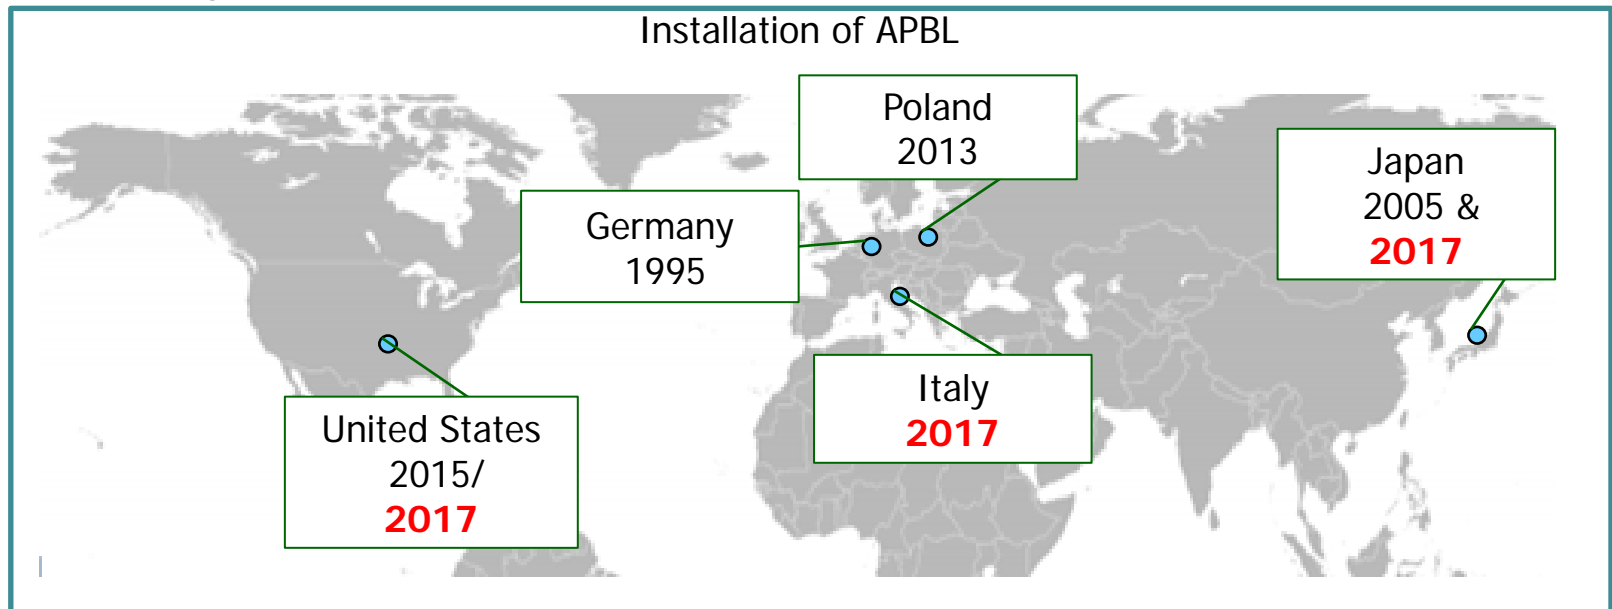 Installation of APBL
Poland
2013
Japan
2005 &
2017
Germany
1995
Italy
2017
United States
2015/
2017